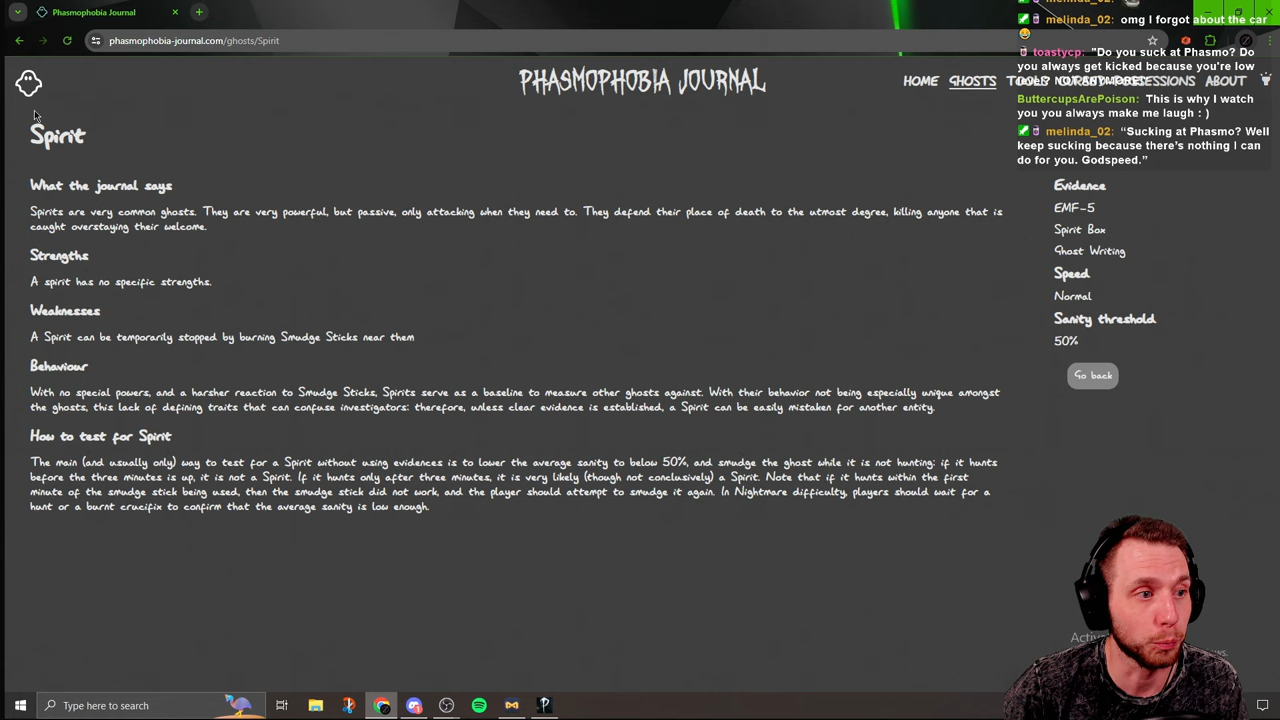 Phasmophobia Journal
phasmophobia-journal.com/ghosts/Spirit
melinda_02:
melinda_02: omg I forgot about the car
toastycp: "Do you suck at Phasmo? Do
you always get kicked because you're low
ButtercupsArePoison: This is why I watch
you you always make me laugh : )
melinda_02: “Sucking at Phasmo? Well
keep sucking because there's nothing I can
do for you. Godspeed.”
PHASMOPHOBIA JOURNAL
HOME GHOSTS ABOUT
Spirit
What the journal says
Spirits are very common ghosts. They are very powerful, but passive, only attacking when they need to. They defend their place of death to the utmost degree, killing anyone that is
caught overstaying their welcome.
Strengths
A spirit has no specific strengths.
Weaknesses
A Spirit can be temporarily stopped by burning Smudge Sticks near them
Behaviour
With no special powers, and a harsher reaction to Smudge Sticks, Spirits serve as a baseline to measure other ghosts against. With their behavior not being especially unique amongst
the ghosts, this lack of defining traits that can confuse investigators: therefore, unless clear evidence is established, a Spirit can be easily mistaken for another entity.
How to test for Spirit
The main (and usually only) way to test for a Spirit without using evidences is to lower the average sanity to below 50%, and smudge the ghost while it is not hunting: if it hunts
before the three minutes is up, it is not a Spirit. (If it hunts only after three minutes, it is very likely (though not conclusively) a Spirit. Note that if it hunts within the first
minute of the smudge stick being used, then the smudge stick did not work, and the player should attempt to smudge it again. (In Nightmare difficulty, players should wait for a
hunt or a burnt crucifix to confirm that the average sanity is low enough.
Evidence
EMF-5
Spirit Box
Ghost Writing
Speed
Normal
Sanity threshold
50%
Go back
Type here to search